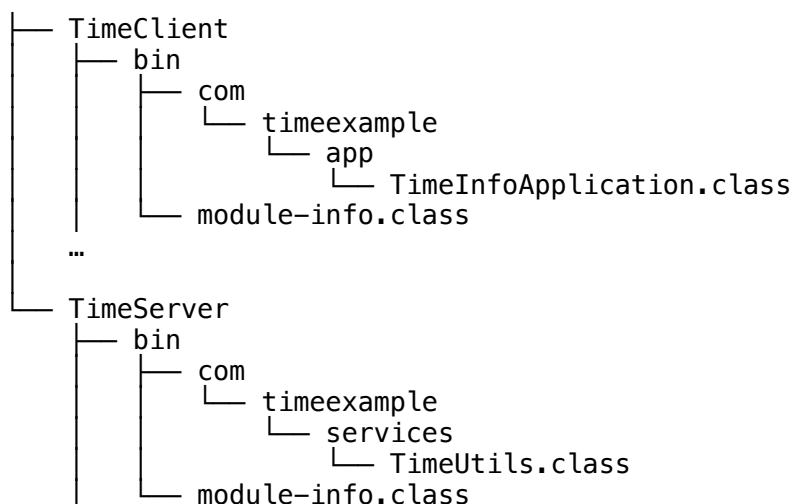 ├── TimeClient
│   ├── bin
│   │   ├── com
│   │   │   └── timeexample
│   │   │       └── app
│   │   │           └── TimeInfoApplication.class
│   │   └── module-info.class
│   …
└── TimeServer
    ├── bin
    │   ├── com
    │   │   └── timeexample
    │   │       └── services
    │   │           └── TimeUtils.class
    │   └── module-info.class